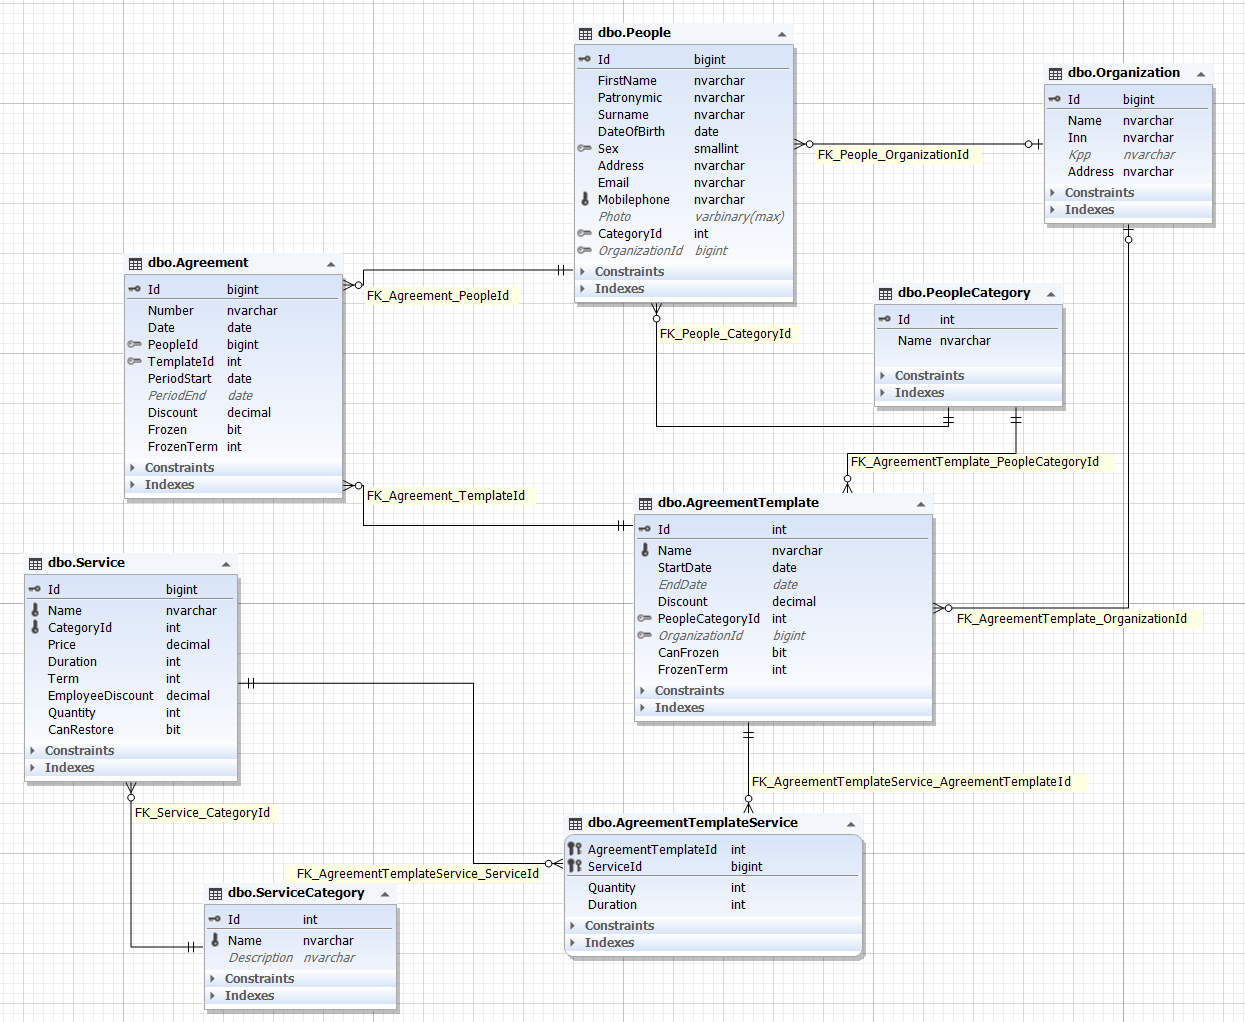 dbo.People
Id bigint
FirstName nvarchar
Patronymic nvarchar
Surname nvarchar
DateOfBirth date
Sex smallint
Address nvarchar
Email nvarchar
Mobilephone nvarchar
Photo varbinary(max)
CategoryId int
OrganizationId bigint
Constraints
Indexes
dbo.Organization
Id bigint
Name nvarchar
Inn nvarchar
Kpp nvarchar
Address nvarchar
Constraints
Indexes
FK_People_OrganizationId
dbo.Agreement
Id bigint
Number nvarchar
Date date
PeopleId bigint
TemplateId int
PeriodStart date
PeriodEnd date
Discount decimal
Frozen bit
FrozenTerm int
Constraints
Indexes
FK_Agreement_PeopleId
dbo.PeopleCategory
Id int
Name nvarchar
Constraints
Indexes
FK_People_CategoryId
FK_AgreementTemplate_PeopleCategoryId
FK_Agreement_TemplateId
dbo.AgreementTemplate
Id int
Name nvarchar
StartDate date
EndDate date
Discount decimal
PeopleCategoryId int
OrganizationId bigint
CanFrozen bit
FrozenTerm int
Constraints
Indexes
FK_AgreementTemplate_OrganizationId
dbo.Service
Id bigint
Name nvarchar
CategoryId int
Price decimal
Duration int
Term int
EmployeeDiscount decimal
Quantity int
CanRestore bit
Constraints
Indexes
FK_AgreementTemplateService_AgreementTemplateId
FK_Service_CategoryId
dbo.AgreementTemplateService
AgreementTemplateId int
ServiceId bigint
Quantity int
Duration int
Constraints
Indexes
FK_AgreementTemplateService_ServiceId
dbo.ServiceCategory
Id int
Name nvarchar
Description nvarchar
Constraints
Indexes